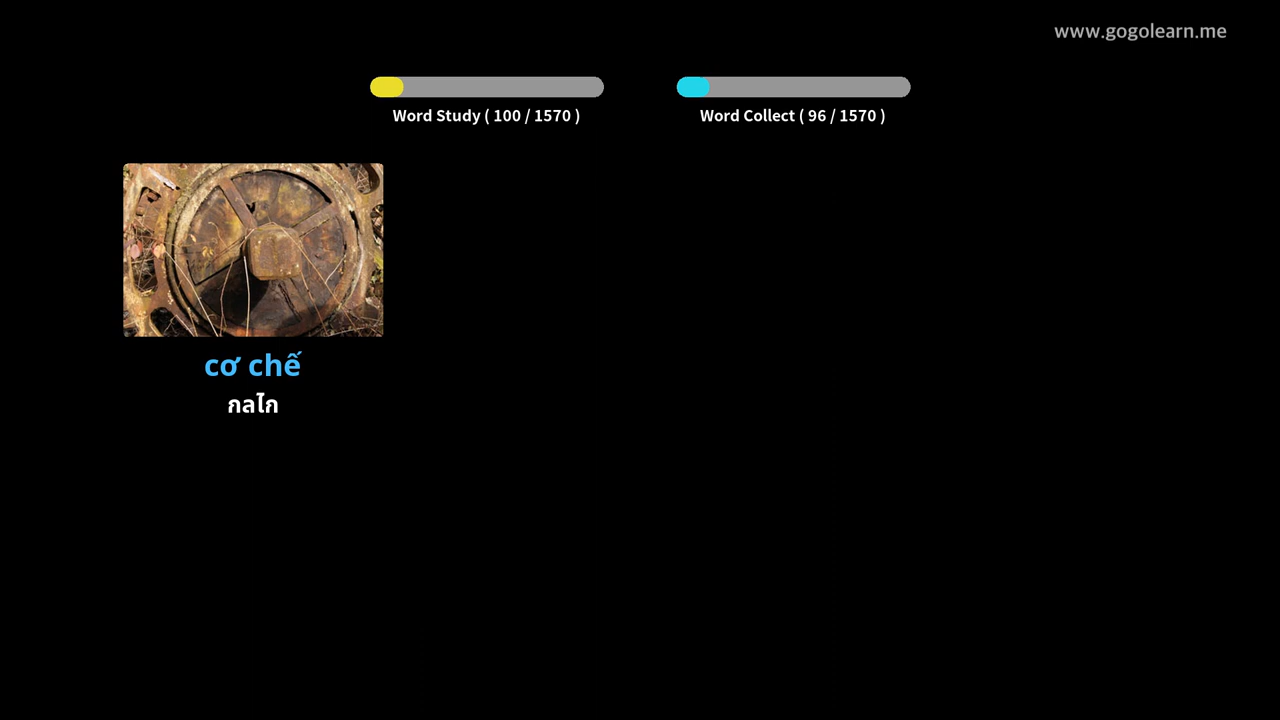 www.gogolearn.me
Word Study ( 100 / 1570 )
Word Collect ( 96 / 1570 )
cơ chế
กลไก